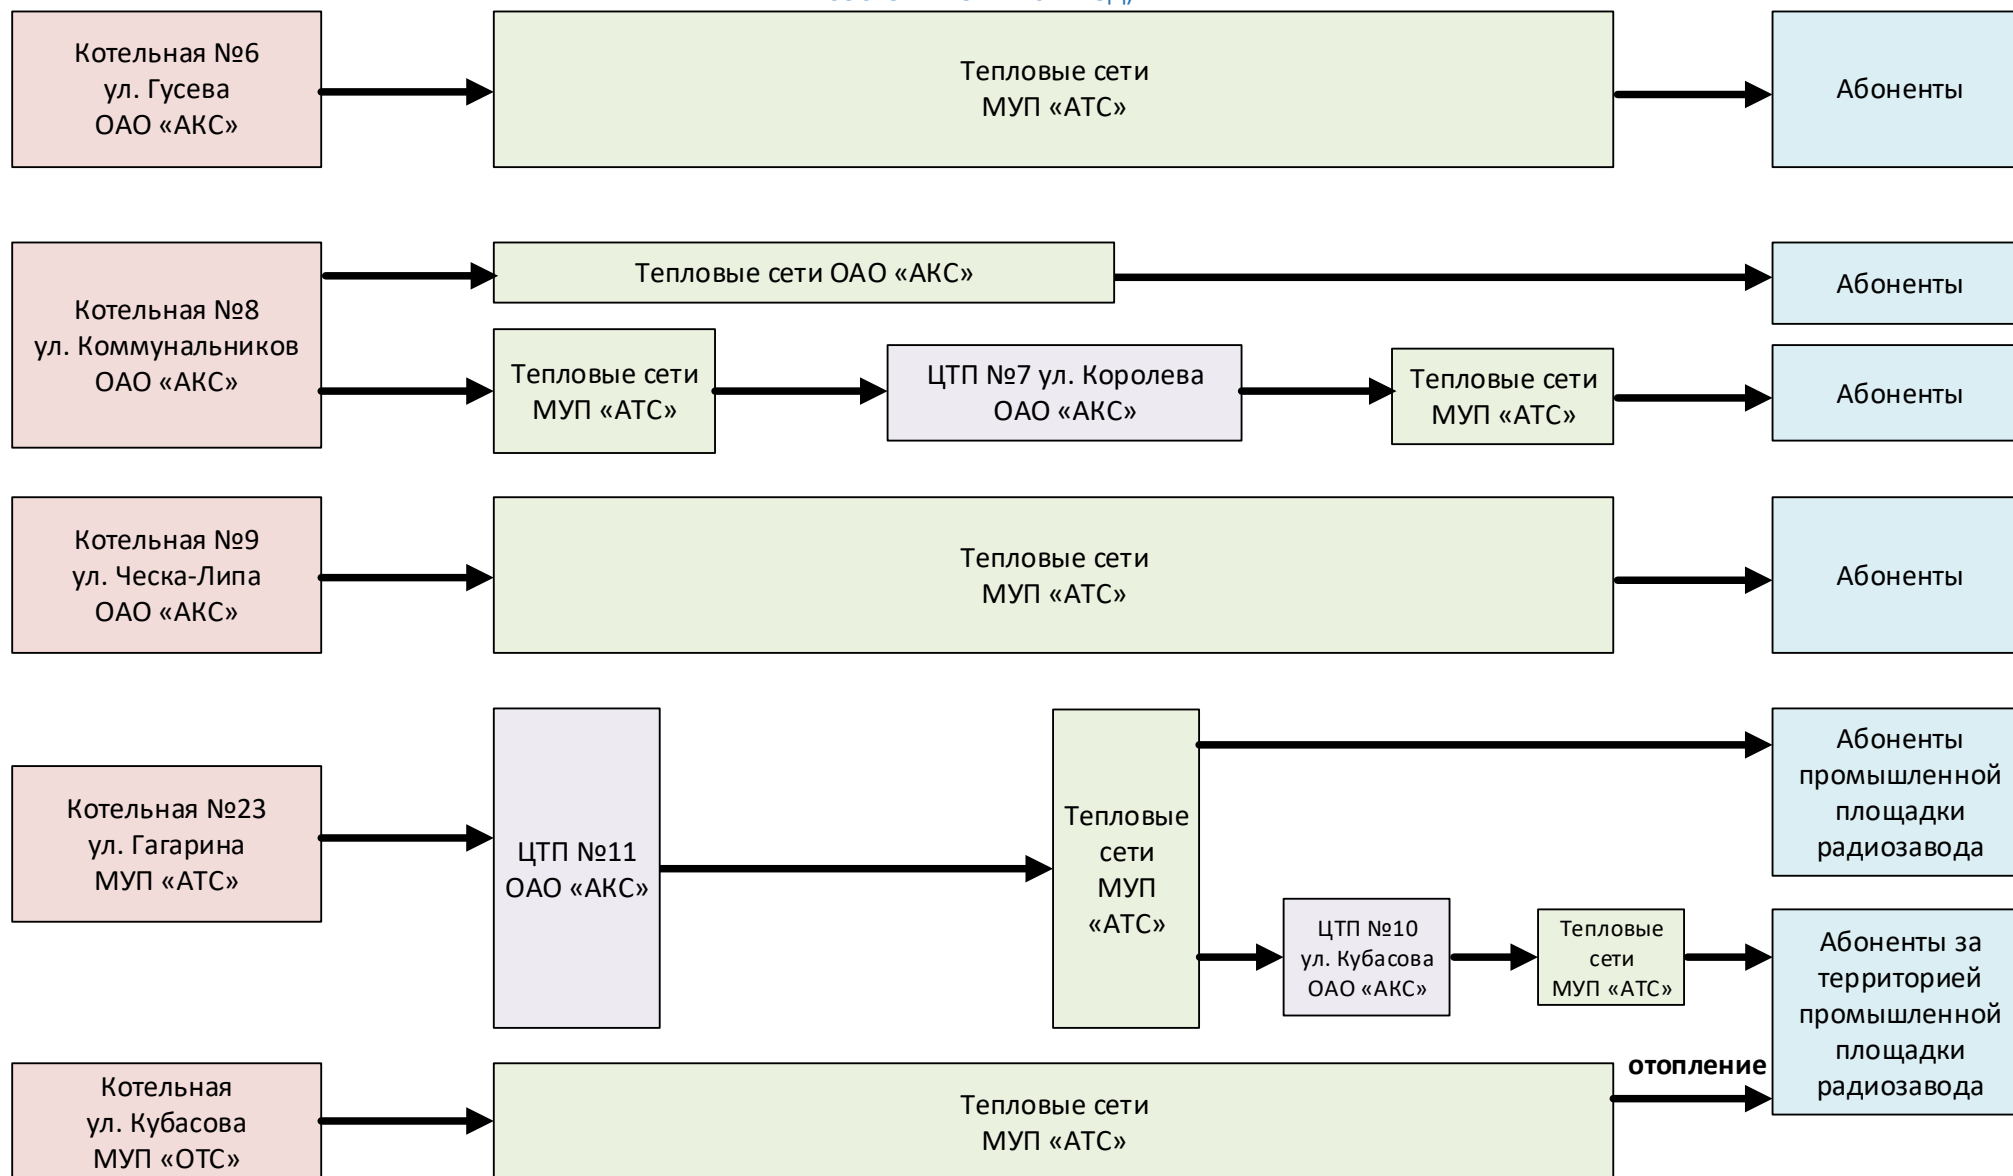 Котельная №6
ул. Гусева
ОАО «АКС»
Тепловые сети
МУП «АТС»
Абоненты
Котельная №8
ул. Коммунальников
ОАО «АКС»
Тепловые сети ОАО «АКС»
Абоненты
Тепловые сети
МУП «АТС»
ЦТП №7 ул. Королева
ОАО «АКС»
Тепловые сети
МУП «АТС»
Абоненты
Котельная №9
ул. Ческа-Липа
ОАО «АКС»
Тепловые сети
МУП «АТС»
Абоненты
Котельная №23
ул. Гагарина
МУП «АТС»
ЦТП №11
ОАО «АКС»
Тепловые
сети
МУП
«АТС»
Абоненты
промышленной
площадки
радиозавода
ЦТП №10
ул. Кубасова
ОАО «АКС»
Тепловые
сети
МУП «АТС»
Абоненты за
территорией
промышленной
площадки
радиозавода
Котельная
ул. Кубасова
МУП «ОТС»
Тепловые сети
МУП «АТС»
отопление